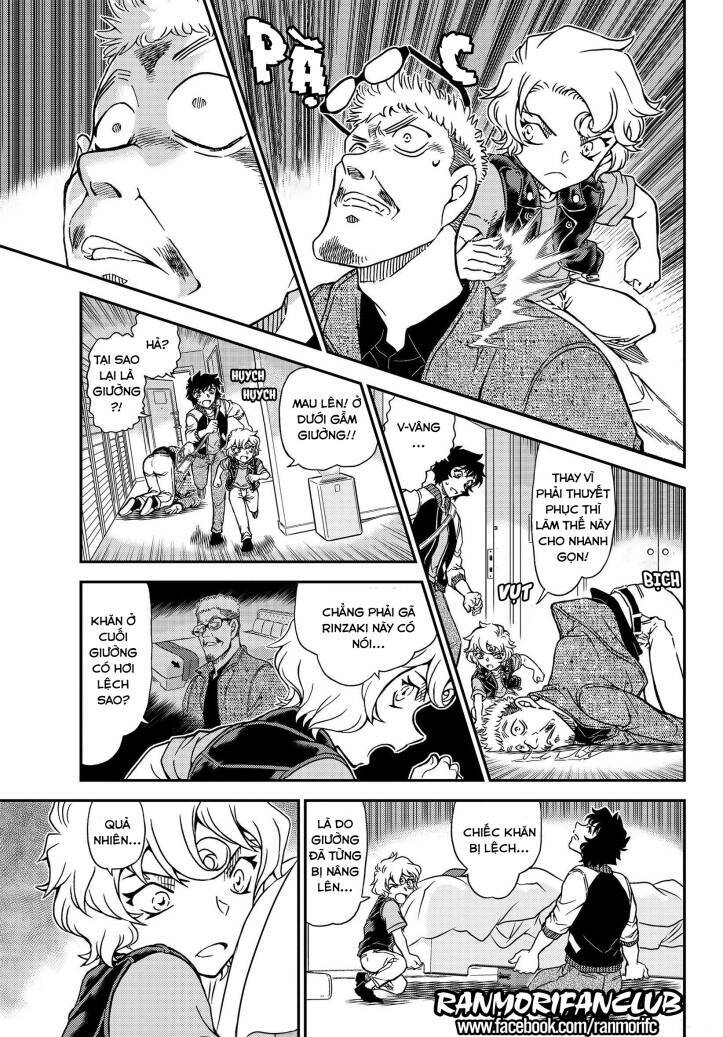 PẶC
V-VÂNG
...
THAY VÌ
PHẢI THUYẾT
PHỤC THÌ
LÀM THẾ NÀY
CHO NHANH
GỌN!
VỤT
BỊCH
MAU LÊN! Ở
DƯỚI GẦM
GIƯỜNG!!
HUỲCH
HUỲCH
HẢ?
TẠI SAO
LẠI LÀ
GIƯỜNG
?!
CHẲNG PHẢI GÃ
RINZAKI NÀY CÓ
NÓI...
KHĂN Ở
CUỐI
GIƯỜNG
CÓ HƠI
LỆCH
SAO?
CHIẾC KHĂN
BỊ LỆCH...
LÀ DO
GIƯỜNG
ĐÃ TỪNG
BỊ NÂNG
LÊN...
QUẢ
NHIÊN...
RANMORIFANCLUB
www.facebook.com/ranmorifc